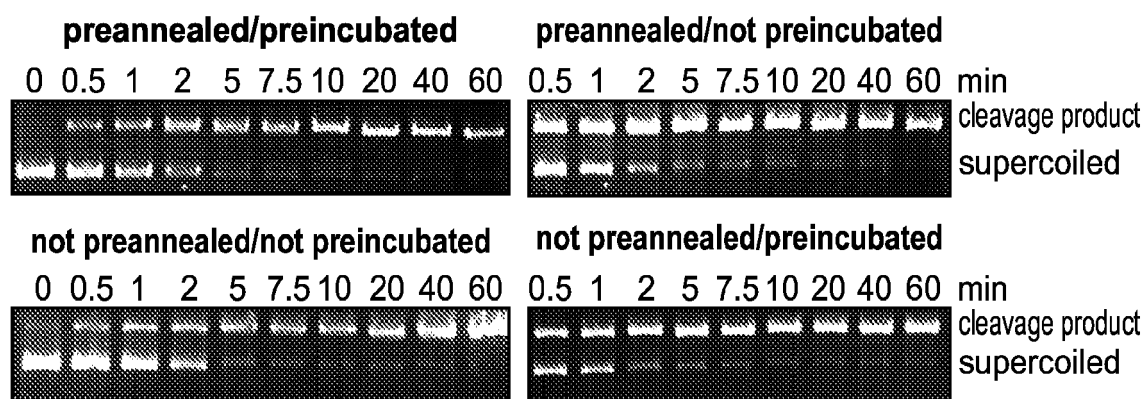 preannealed/preincubated
0 0.5 1 2 5 7.5 10 20 40 60
preannealed/not preincubated
0.5 1 2 5 7.5 10 20 40 60 min
cleavage product
supercoiled
not preannealed/not preincubated
0 0.5 1 2 5 7.5 10 20 40 60
not preannealed/preincubated
0.5 1 2 5 7.5 10 20 40 60 min
cleavage product
supercoiled